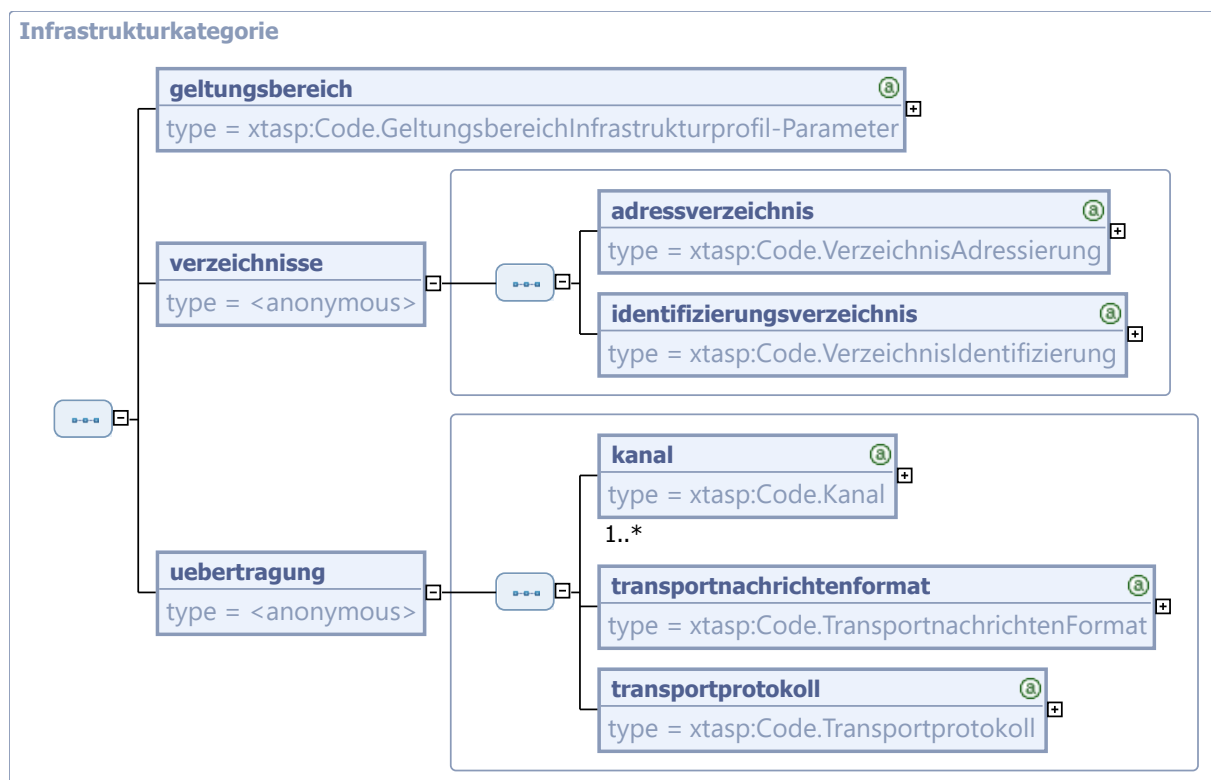 Infrastrukturkategorie
geltungsbereich
type = xtasp:Code.GeltungsbereichInfrastrukturprofil-Parameter
verzeichnisse
type = <anonymous>
adressverzeichnis
type = xtasp:Code.VerzeichnisAdressierung
identifizierungsverzeichnis
type = xtasp:Code.VerzeichnisIdentifizierung
uebertragung
type = <anonymous>
kanal
type = xtasp:Code.Kanal
1..*
transportnachrichtenformat
type = xtasp:Code.TransportnachrichtenFormat
transportprotokoll
type = xtasp:Code.Transportprotokoll